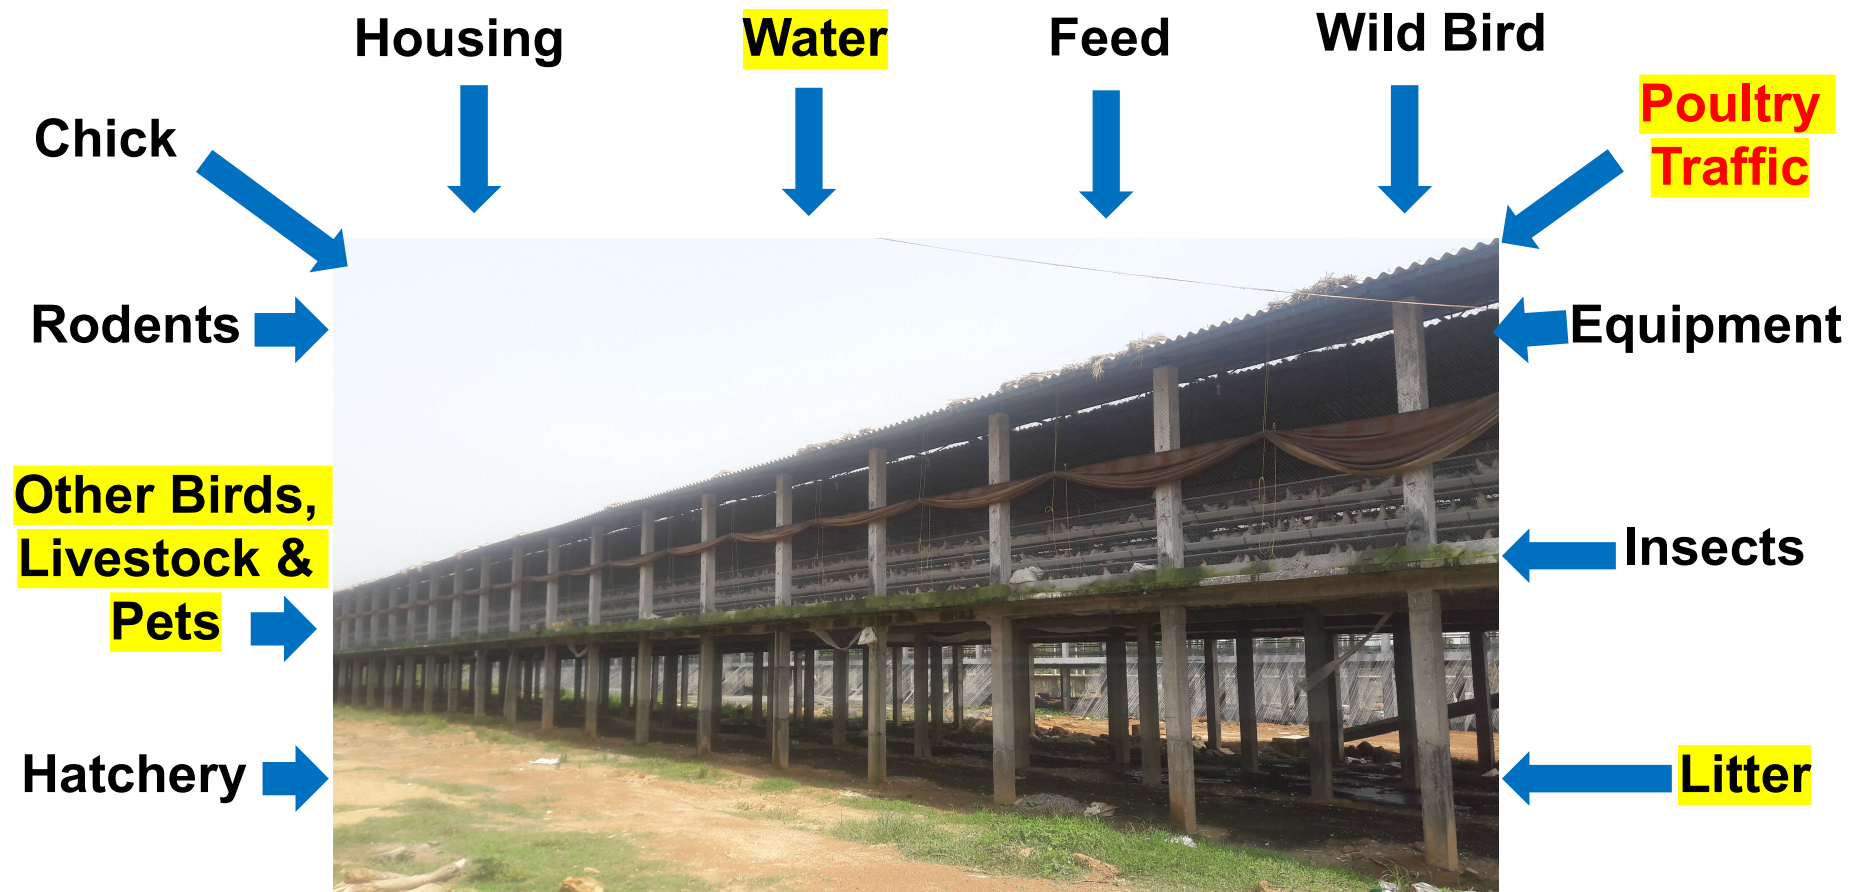 Housing
Water
Feed
Wild Bird
Poultry
Traffic
Chick
Rodents
Equipment
Other Birds,
Livestock &
Pets
Insects
Hatchery
Litter